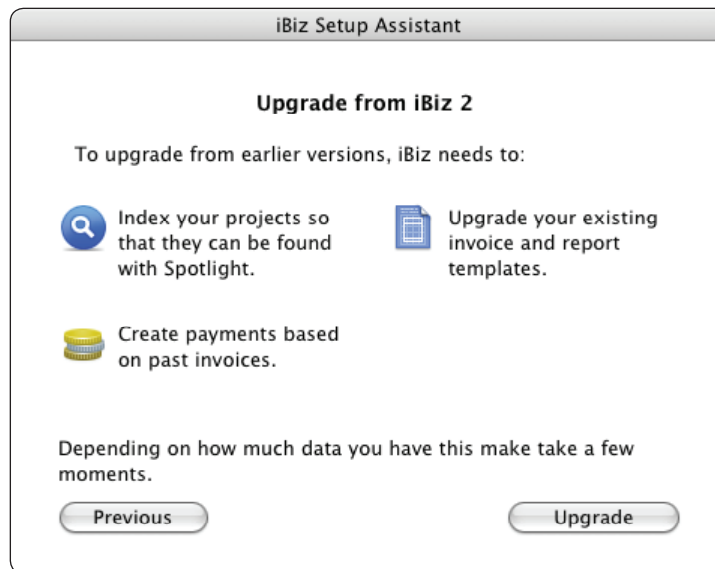 iBiz Setup Assistant
Upgrade from iBiz 2
To upgrade from earlier versions, iBiz needs to:
Index your projects so
that they can be found
with Spotlight.
Upgrade your existing
invoice and report
templates.
Create payments based
on past invoices.
Depending on how much data you have this make take a few
moments.
Previous
Upgrade